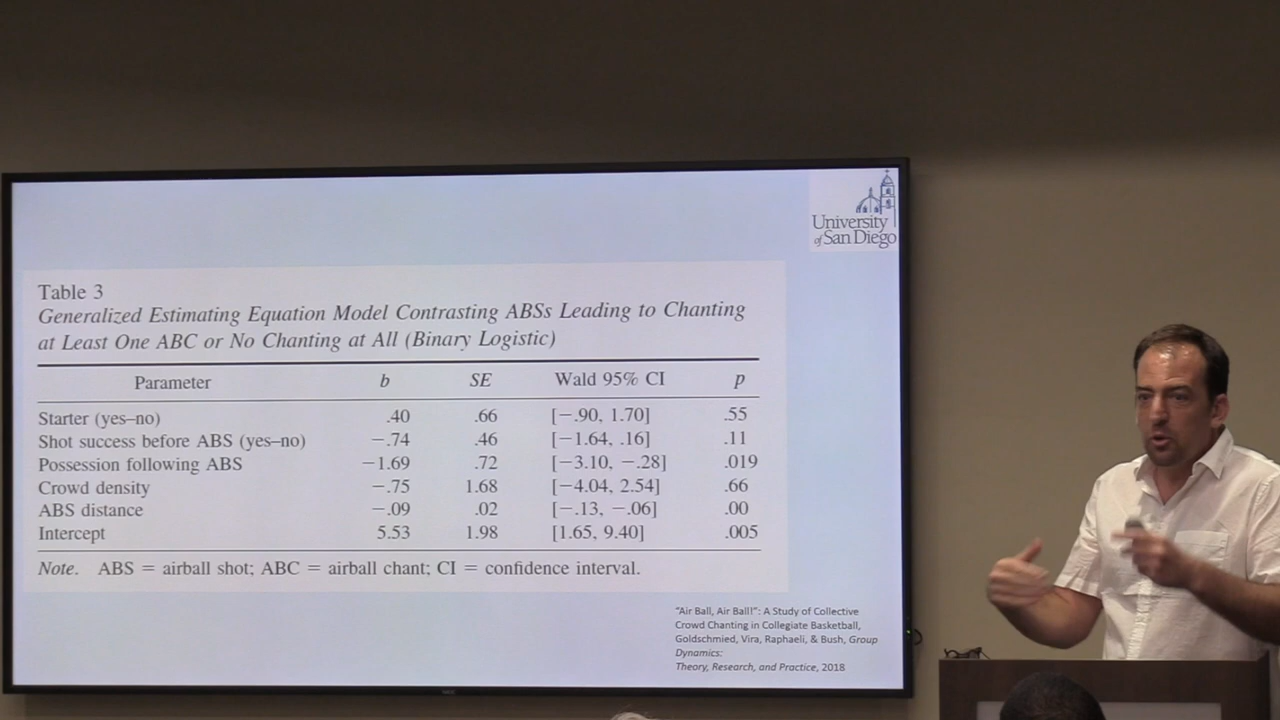 University
of San Diego
Table 3
Generalized Estimating Equation Model Contrasting ABSs Leading to Chanting
at Least One ABC or No Chanting at All (Binary Logistic)
Parameter b SE Wald 95% CI p
Starter (yes–no) .40 .66 [−.90, 1.70] .55
Shot success before ABS (yes–no) −.74 .46 [−1.64, .16] .11
Possession following ABS −1.69 .72 [−3.10, −.28] .019
Crowd density −.75 1.68 [−4.04, 2.54] .66
ABS distance −.09 .02 [−.13, −.06] .00
Intercept 5.53 1.98 [1.65, 9.40] .005
Note. ABS = airball shot; ABC = airball chant; CI = confidence interval.
"Air Ball, Air Ball!": A Study of Collective
Crowd Chanting in Collegiate Basketball,
Goldschmied, Vira, Raphaeli, & Bush, Group
Dynamics:
Theory, Research, and Practice, 2018